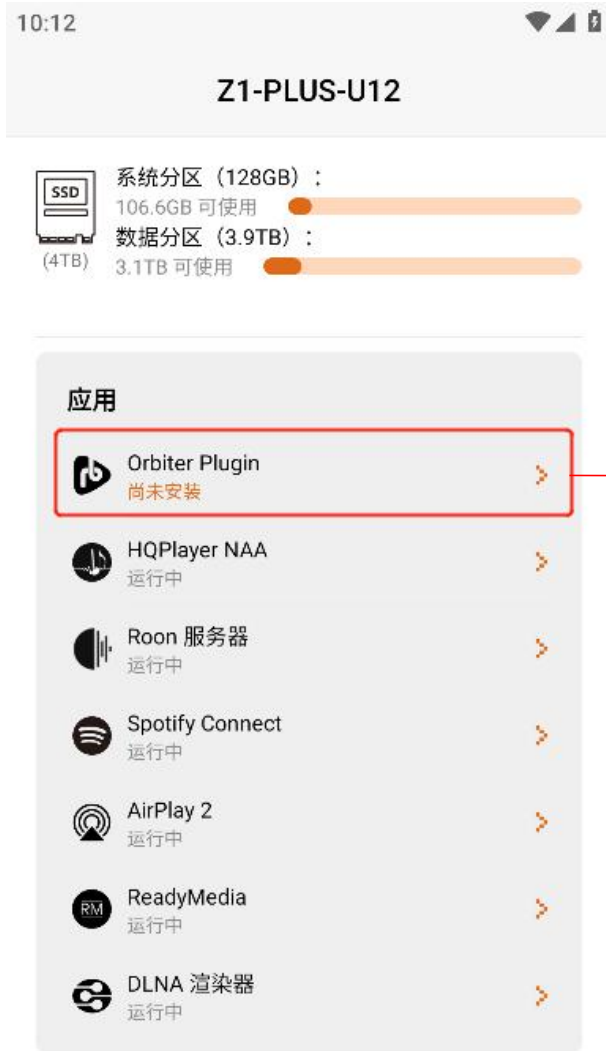 10:12
Z1-PLUS-U12
SSD
(4TB)
系统分区（128GB）：
106.6GB 可使用
数据分区（3.9TB）：
3.1TB 可使用
应用
Orbiter Plugin
尚未安装
HQPlayer NAA
运行中
Roon 服务器
运行中
Spotify Connect
运行中
AirPlay 2
运行中
RM
ReadyMedia
运行中
DLNA 渲染器
运行中